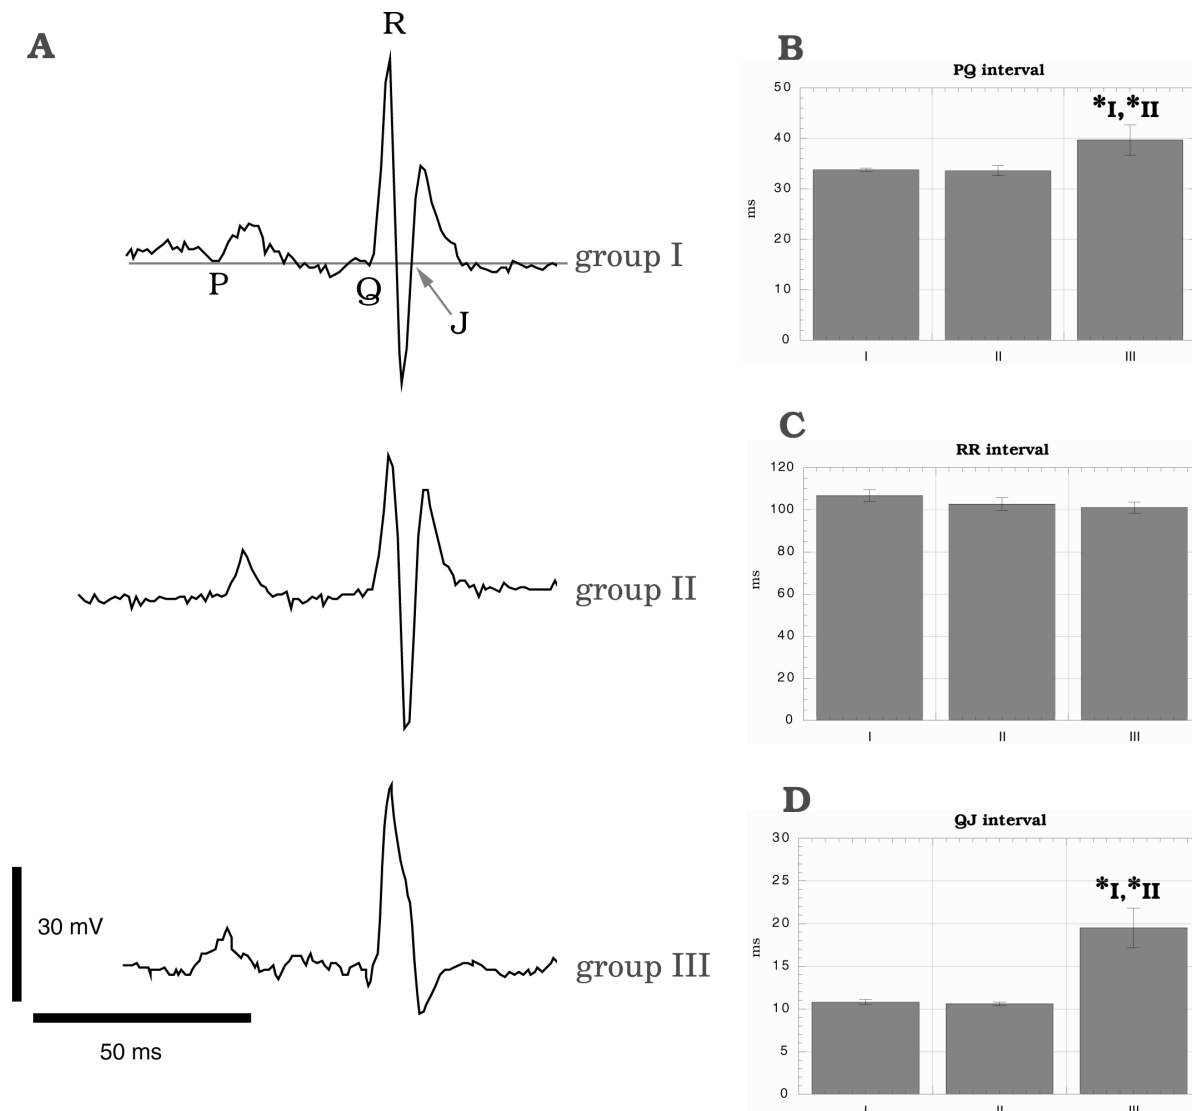 A
R
P
Q
J
group I
group II
group III
30 mV
50 ms
B
PQ interval
50
40
30
20
10
0
ms
*I,*II
I II III
C
RR interval
120
100
80
60
40
20
0
ms
I II III
D
QJ interval
30
25
20
15
10
5
0
ms
*I,*II
I II III